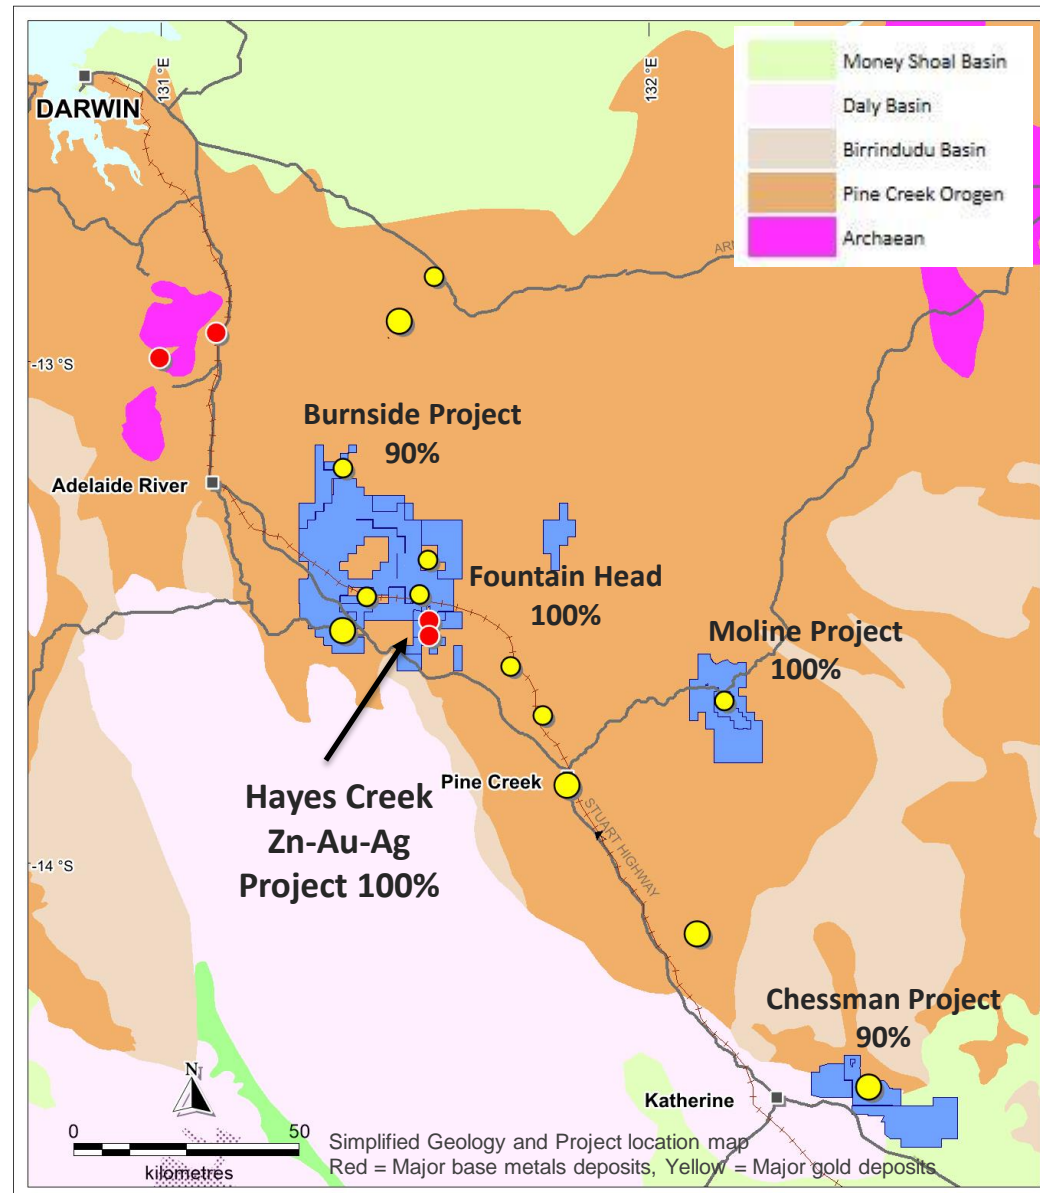 131 °E
132 °E
DARWIN
Money Shoal Basin
Daly Basin
Birrindudu Basin
Pine Creek Orogen
Archaean
-13 °S
Burnside Project
90%
Adelaide River
Fountain Head
100%
Moline Project
100%
Hayes Creek
Zn-Au-Ag
Project 100%
Pine Creek
STUART HIGHWAY
-14 °S
Chessman Project
90%
Katherine
N
0 50
kilometres
Simplified Geology and Project location map
Red = Major base metals deposits, Yellow = Major gold deposits